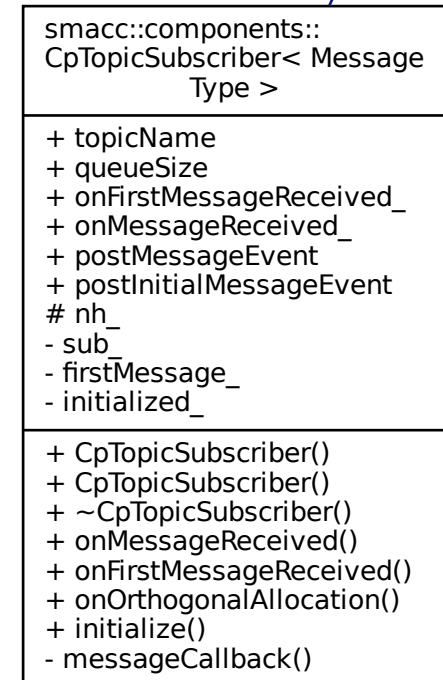 smacc::components::
CpTopicSubscriber< Message
Type >
+ topicName
+ queueSize
+ onFirstMessageReceived_
+ onMessageReceived_
+ postMessageEvent
+ postInitialMessageEvent
# nh_
- sub_
- firstMessage_
- initialized_
+ CpTopicSubscriber()
+ CpTopicSubscriber()
+ ~CpTopicSubscriber()
+ onMessageReceived()
+ onFirstMessageReceived()
+ onOrthogonalAllocation()
+ initialize()
- messageCallback()